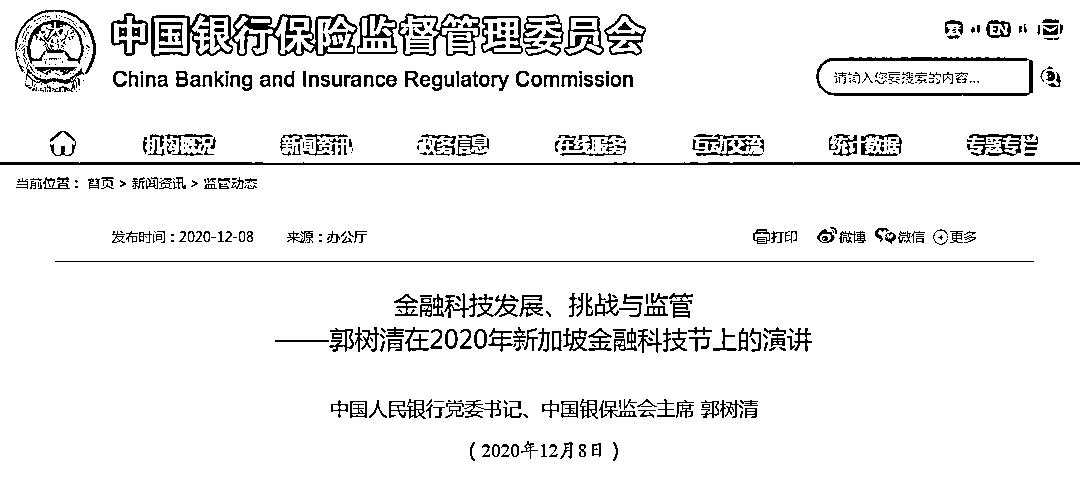 中国银行保险监督管理委员会
EN
China Banking and Insurance Regulatory Commission
请输入您要搜索的内容...
机构概况 新闻资讯 政务信息 在线服务 互动交流 统计数据 专题专栏
当前位置： 首页 > 新闻资讯 > 监管动态
发布时间：2020-12-08 来源：办公厅 打印 微博 微信 更多
金融科技发展、挑战与监管
——郭树清在2020年新加坡金融科技节上的演讲
中国人民银行党委书记、中国银保监会主席 郭树清
（2020年12月8日）